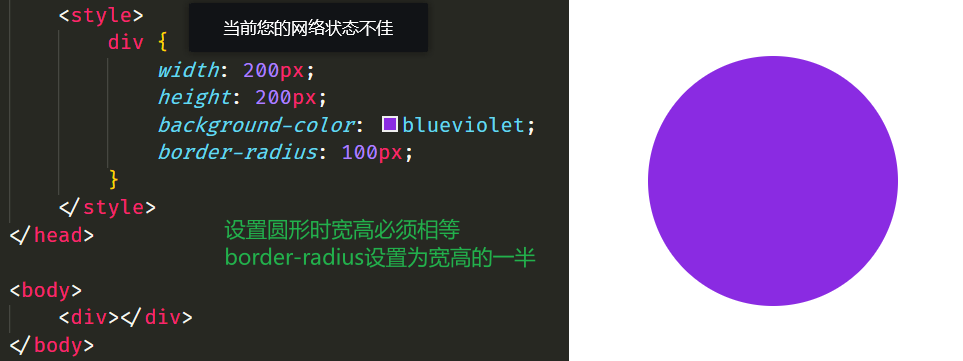 <style>
当前您的网络状态不佳
div {
width: 200px;
height: 200px;
background-color: blueviolet;
border-radius: 100px;
}
</style>
设置圆形时宽高必须相等
</head>
border-radius设置为宽高的一半
<body>
<div></div>
</body>